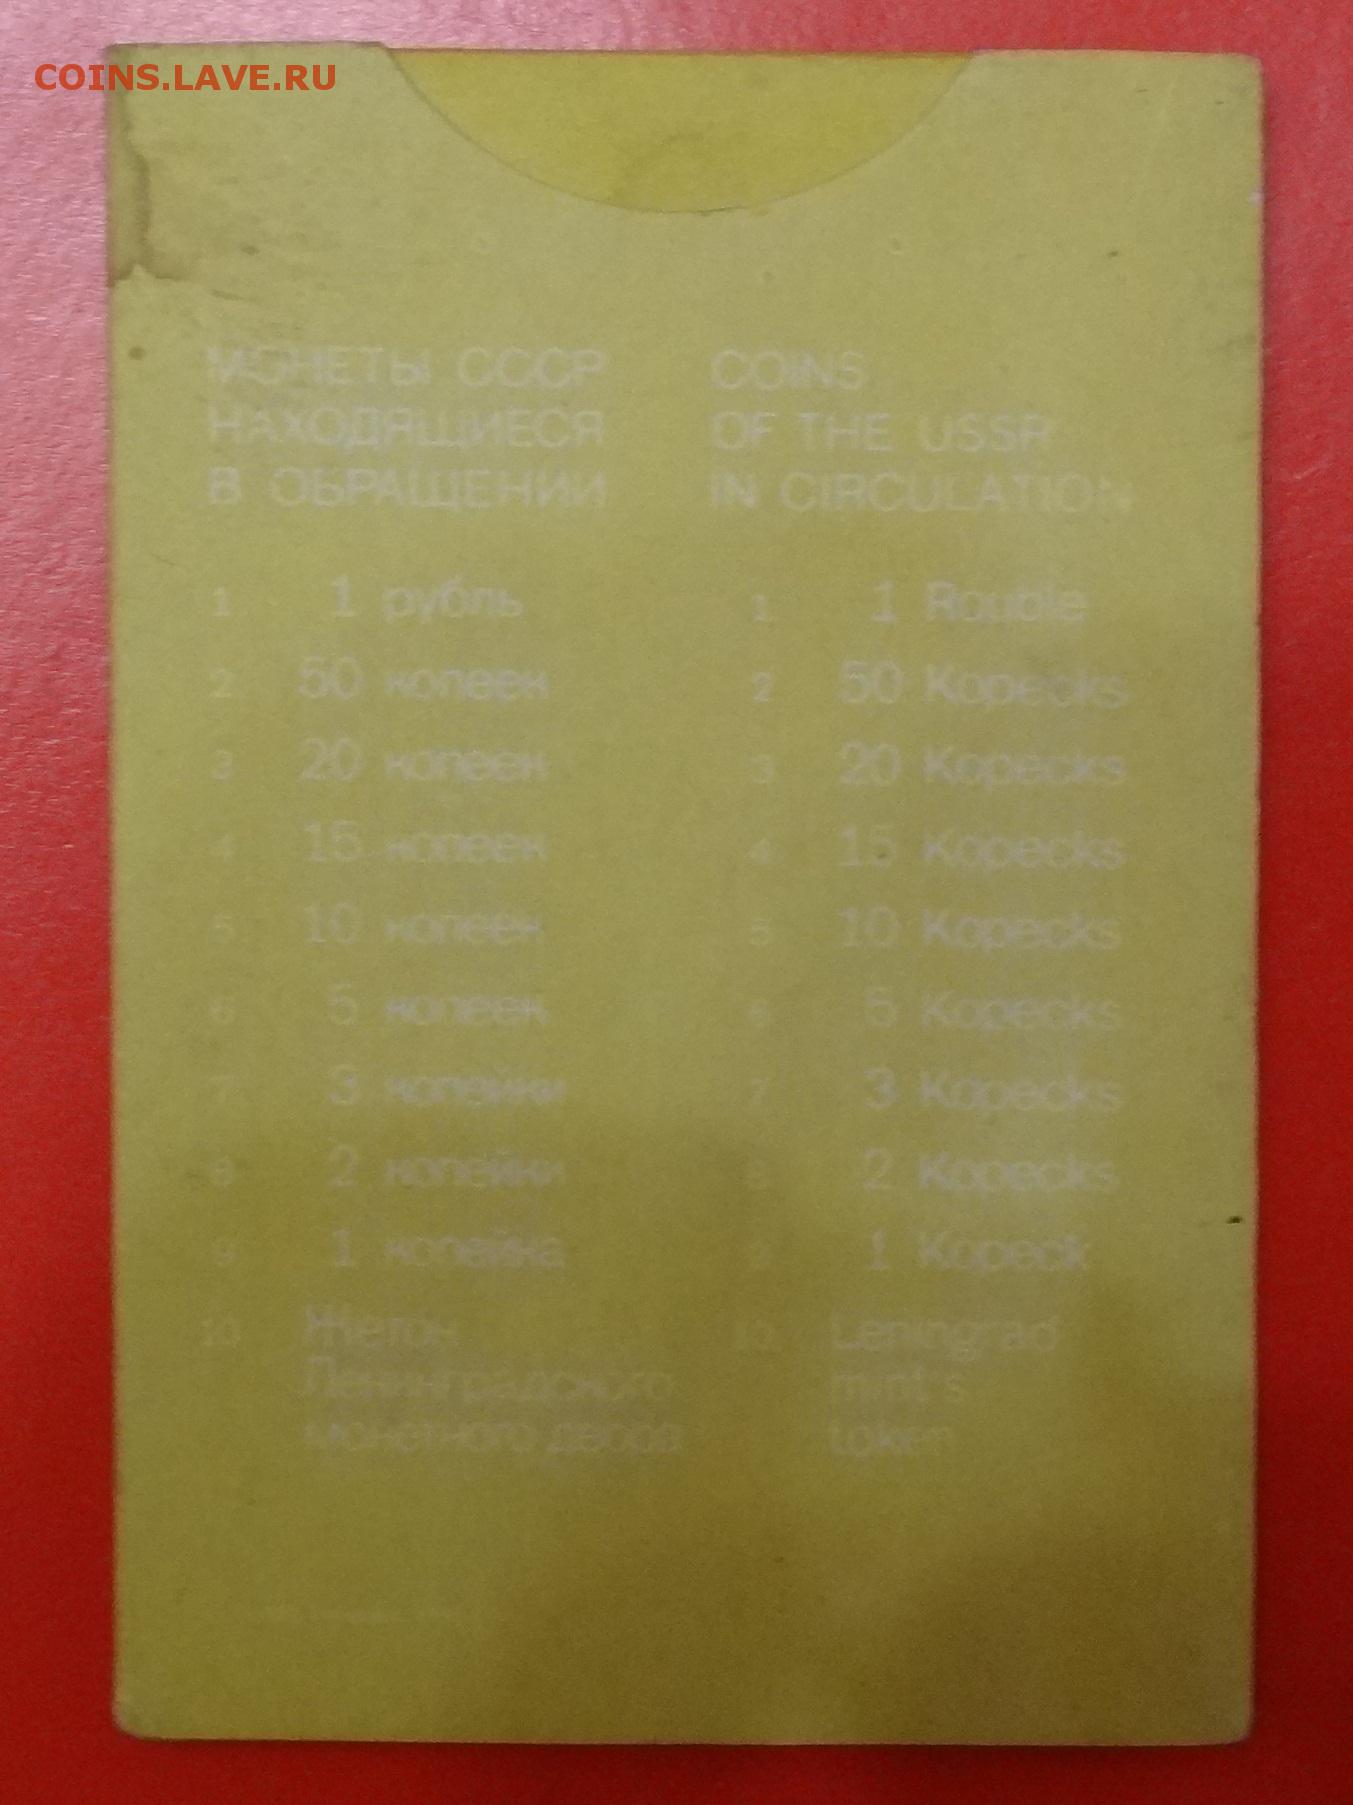 COINS.LAVE.RU
МОНЕТЫ СССР
НАХОДЯЩИЕСЯ
В ОБРАЩЕНИИ
1 1 рубль
2 50 копеек
3 20 копеек
4 15 копеек
5 10 копеек
6 5 копеек
7 3 копейки
8 2 копейки
9 1 копейка
10 Жетон
Ленинградского
монетного двора
COINS
OF THE USSR
IN CIRCULATION
1 1 Rouble
2 50 Kopecks
3 20 Kopecks
4 15 Kopecks
5 10 Kopecks
6 5 Kopecks
7 3 Kopecks
8 2 Kopecks
9 1 Kopeck
10 Leningrad
mint's
token